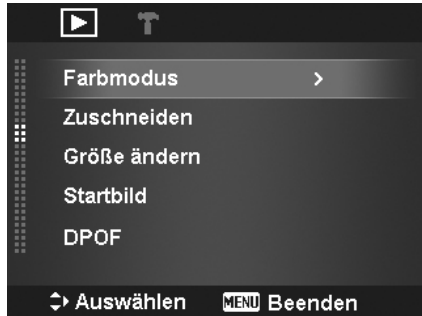 Farbmodus
Zuschneiden
Größe ändern
Startbild
DPOF
Auswählen MENU Beenden